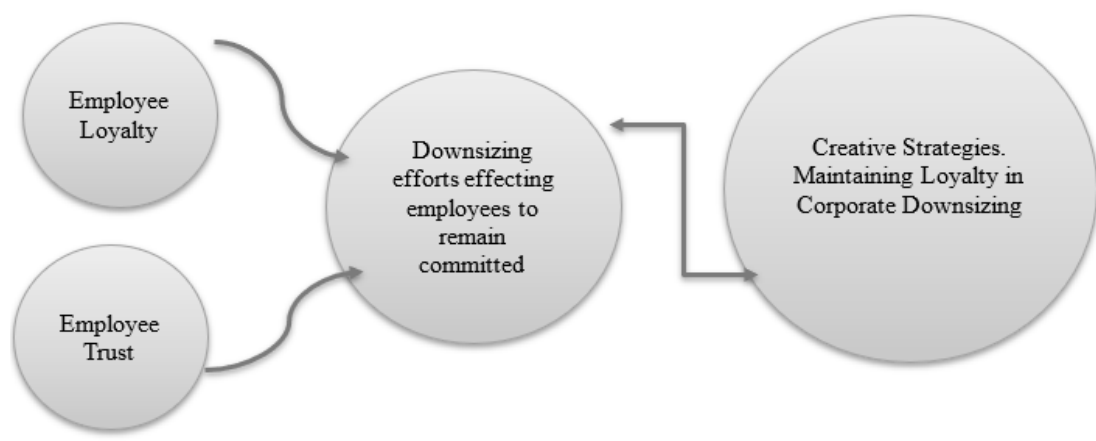 Employee
Loyalty
Employee
Trust
Downsizing
efforts effecting
employees to
remain
committed
Creative Strategies.
Maintaining Loyalty in
Corporate Downsizing